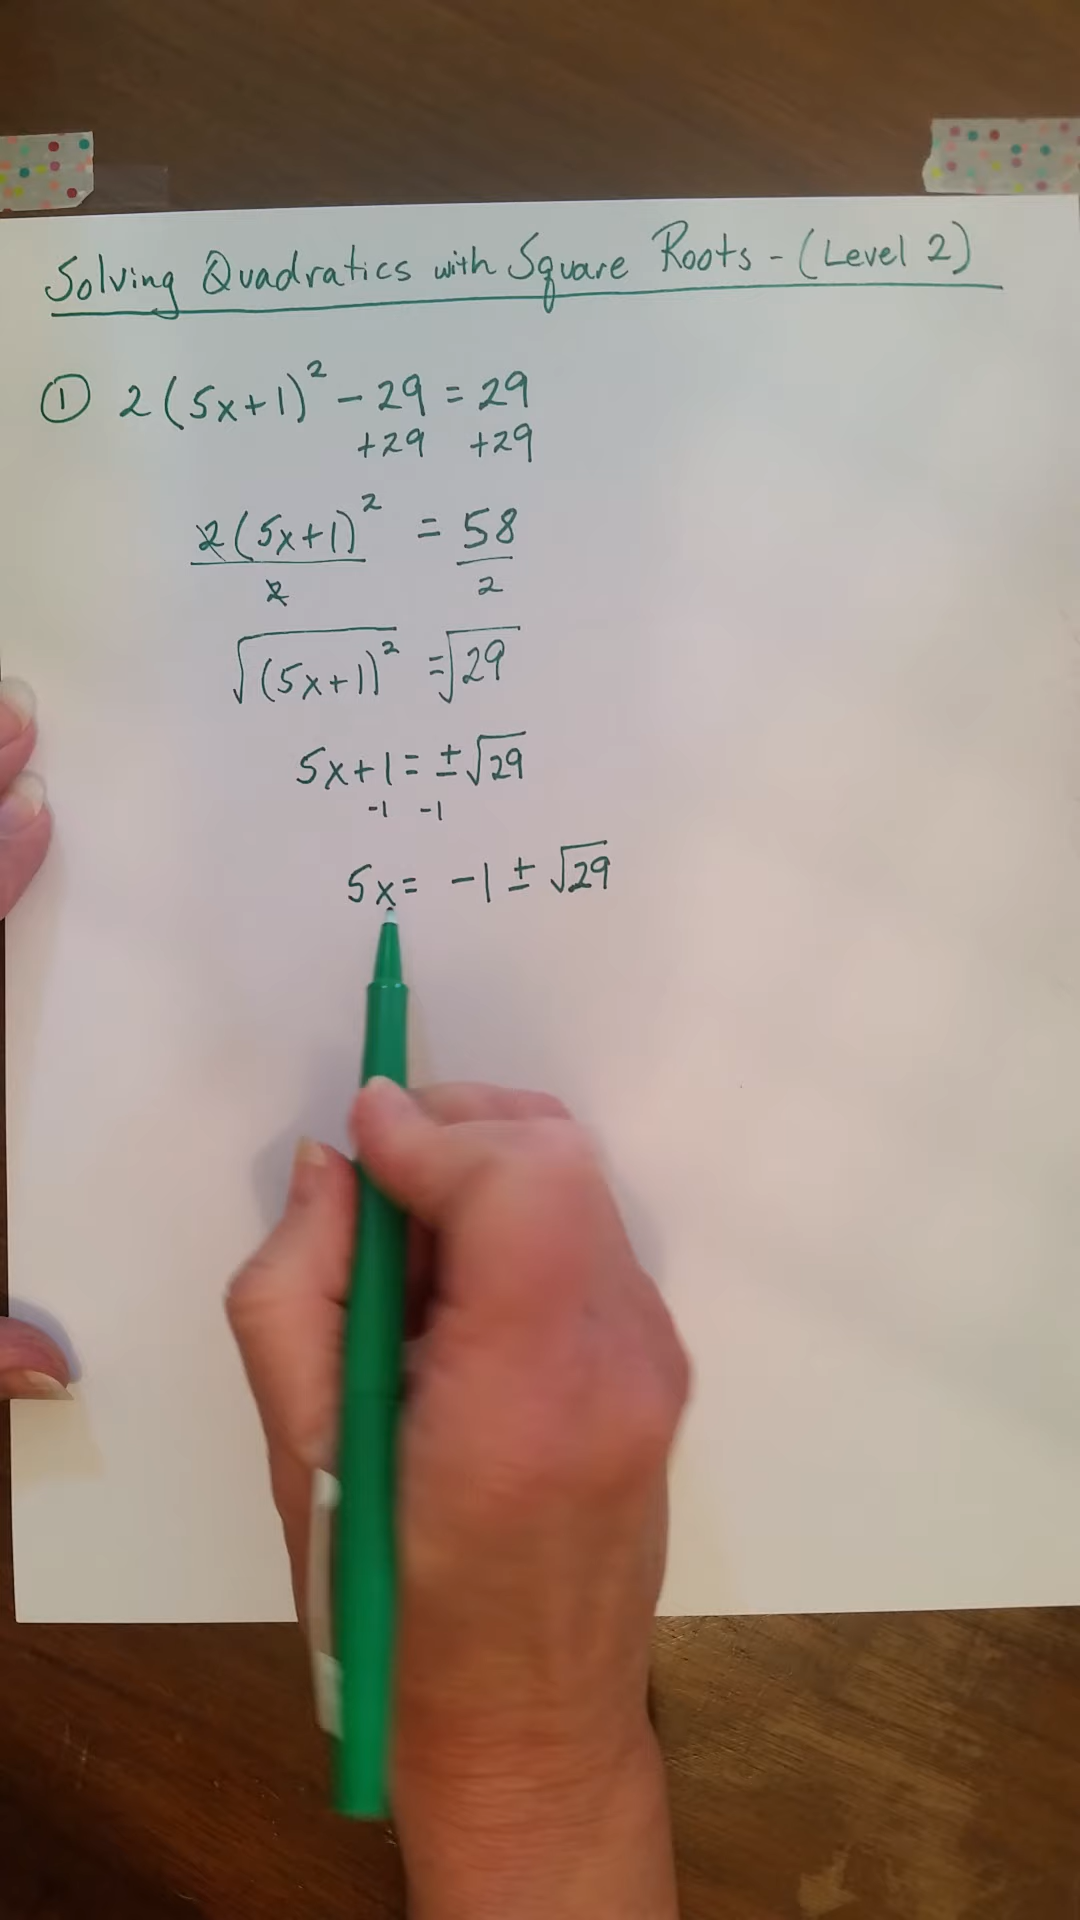 Solving Quadratics with Square Roots - (Level 2)
① 2(5x+1)² - 29 = 29
+29 +29
2(5x+1)² = 58
2 2
√(5x+1)² = √29
5x+1 = ±√29
-1 -1
5x = -1 ± √29